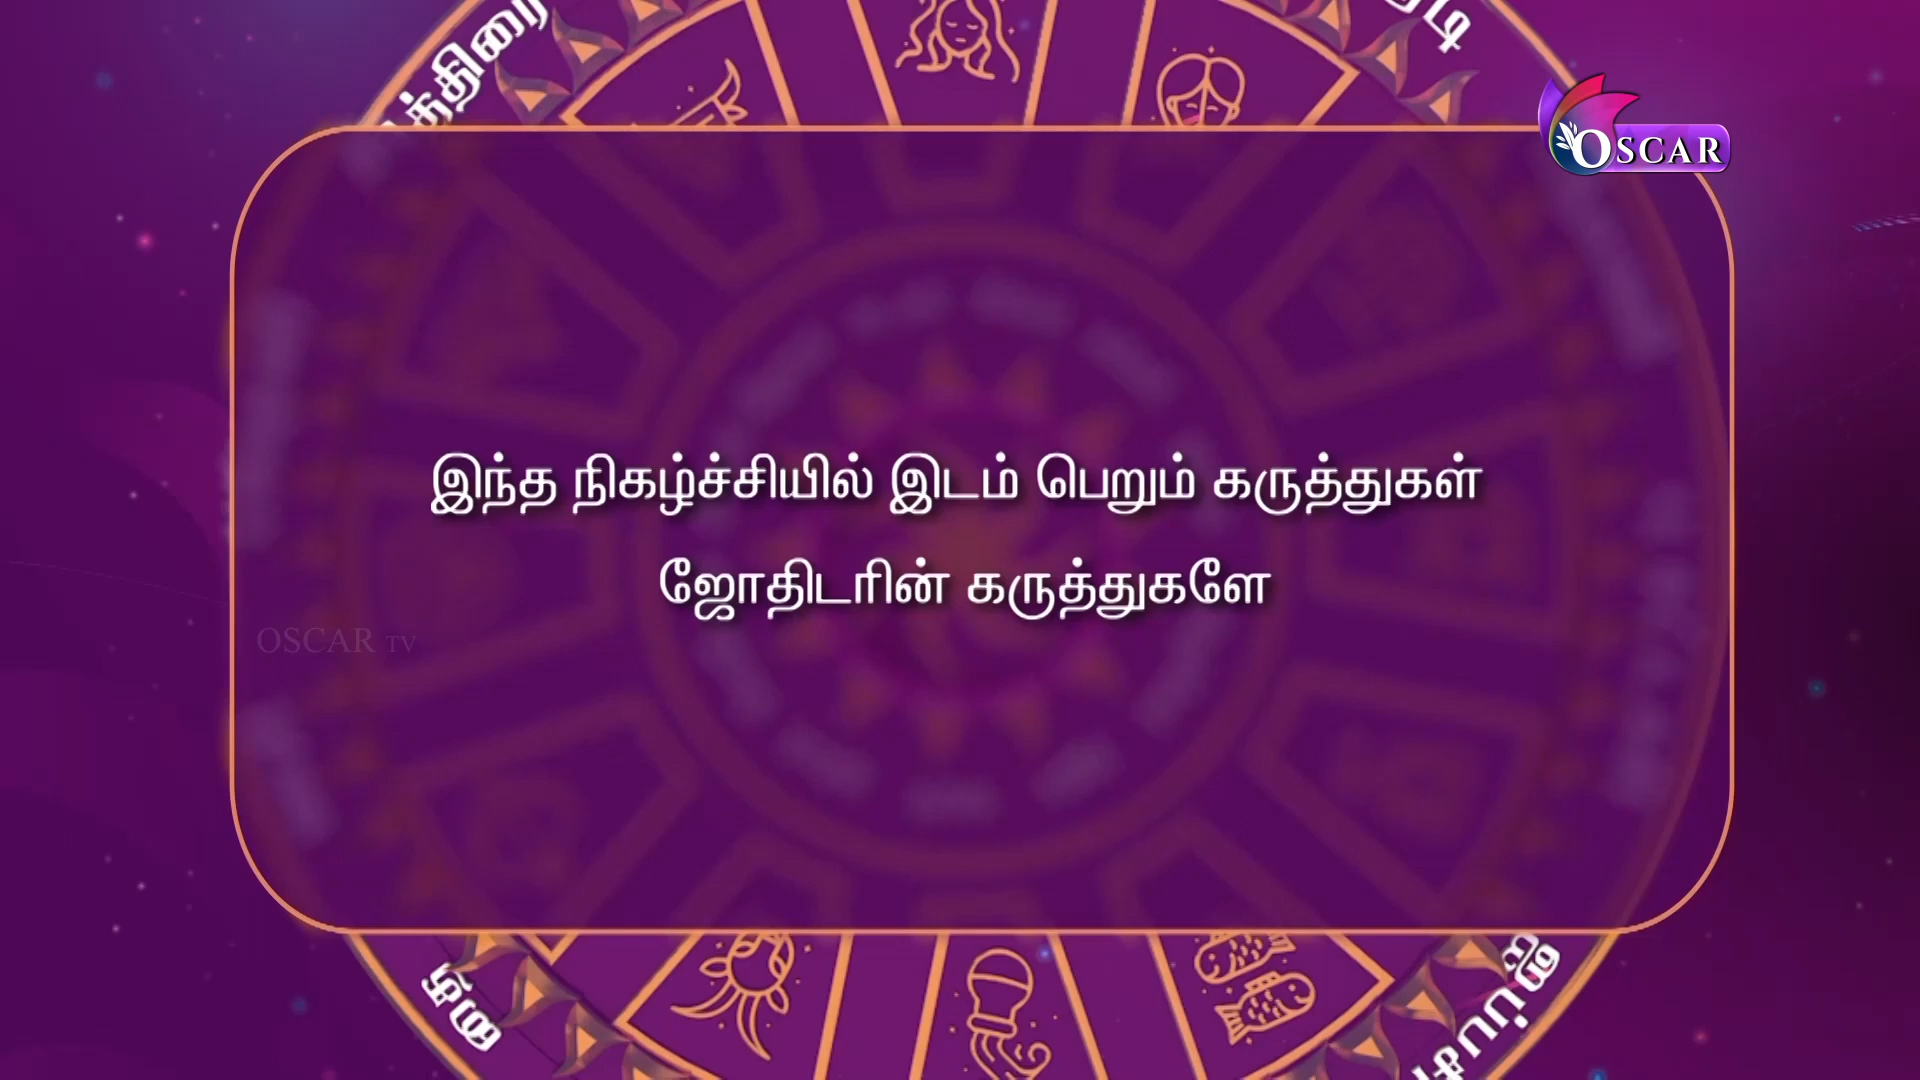 OSCAR
இந்த நிகழ்ச்சியில் இடம் பெறும் கருத்துகள்
ஜோதிடரின் கருத்துகளே
OSCAR TV